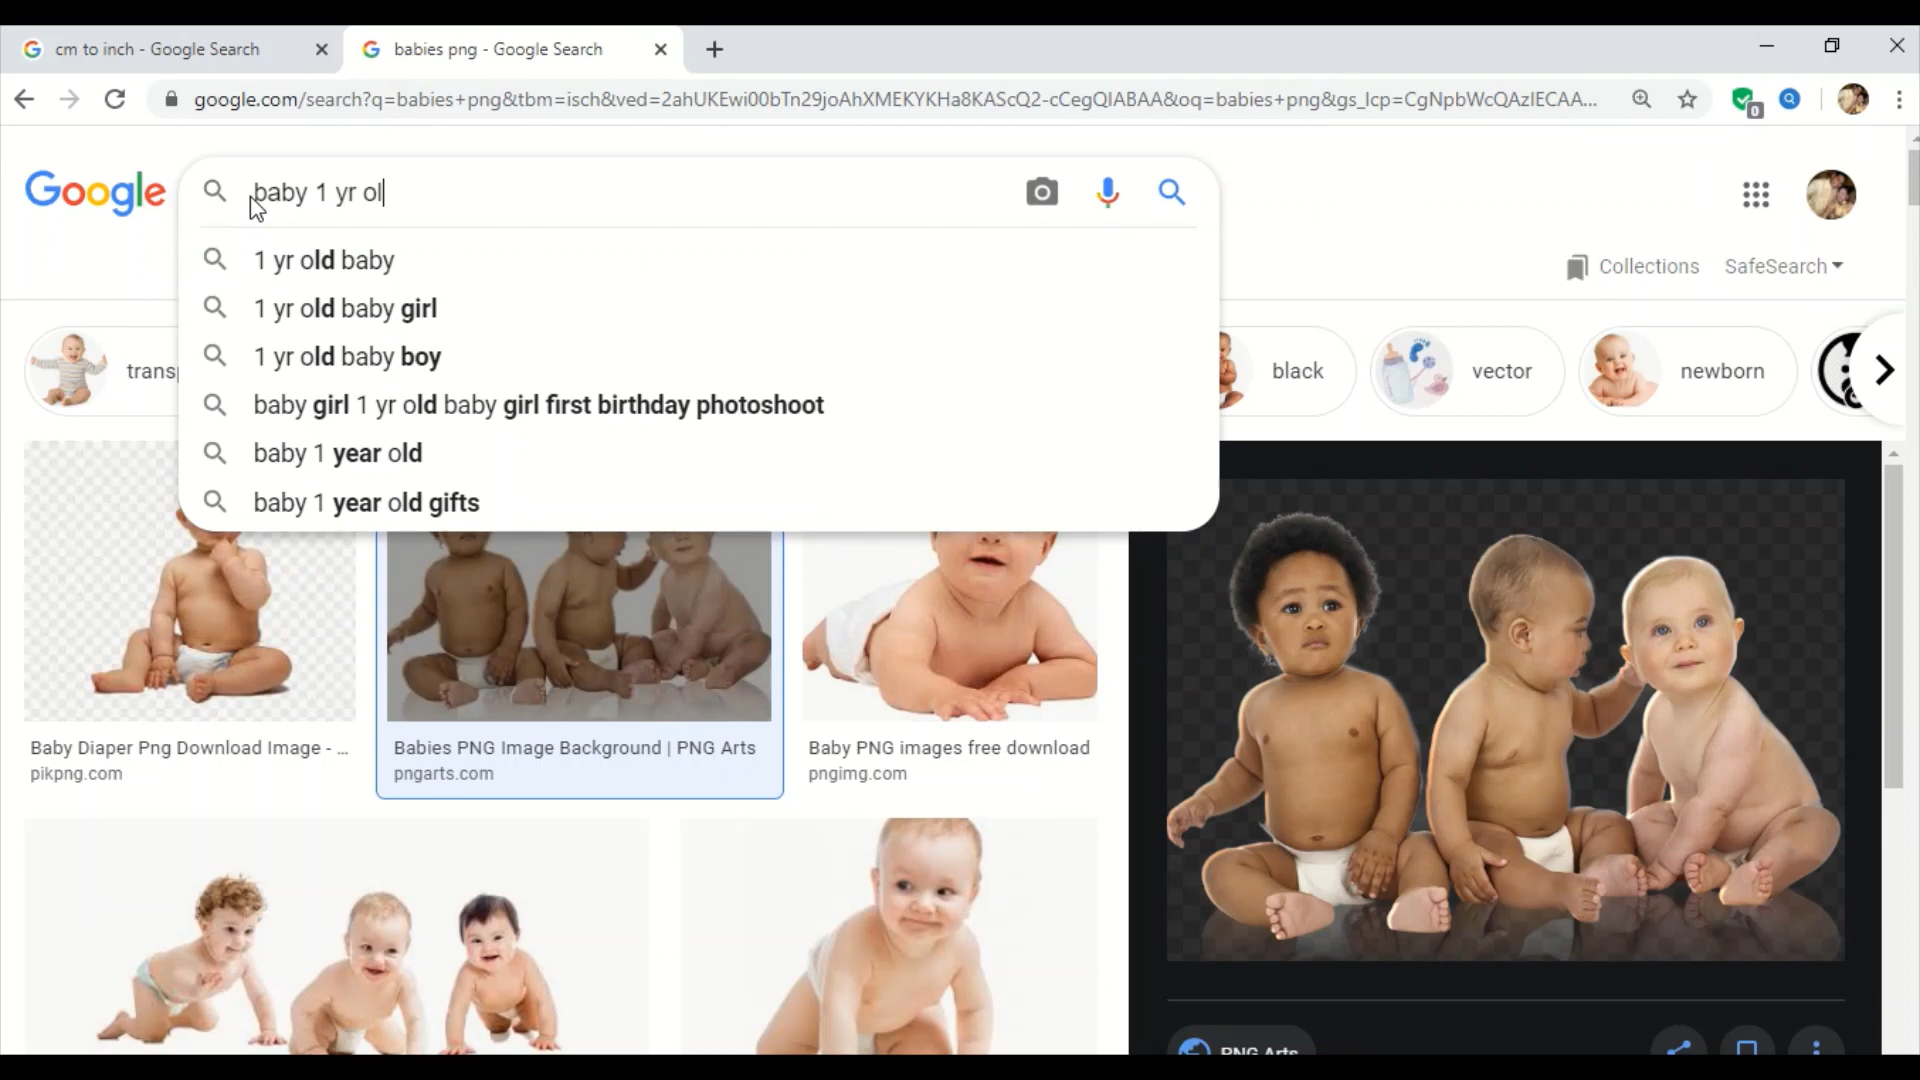 cm to inch - Google Search
babies png - Google Search
google.com/search?q=babies+png&tbm=isch&ved=2ahUKEwi00bTn29joAhXMEKYKHa8KAScQ2-cCegQIABAA&oq=babies+png&gs_lcp=CgNpbWcQAzIECAA...
0
Google
baby 1 yr ol
Collections
SafeSearch
1 yr old baby
1 yr old baby girl
1 yr old baby boy
baby girl 1 yr old baby girl first birthday photoshoot
baby 1 year old
baby 1 year old gifts
transp
black
vector
newborn
Baby Diaper Png Download Image - ...
pikpng.com
Babies PNG Image Background | PNG Arts
pngarts.com
Baby PNG images free download
pngimg.com
PNG Arts